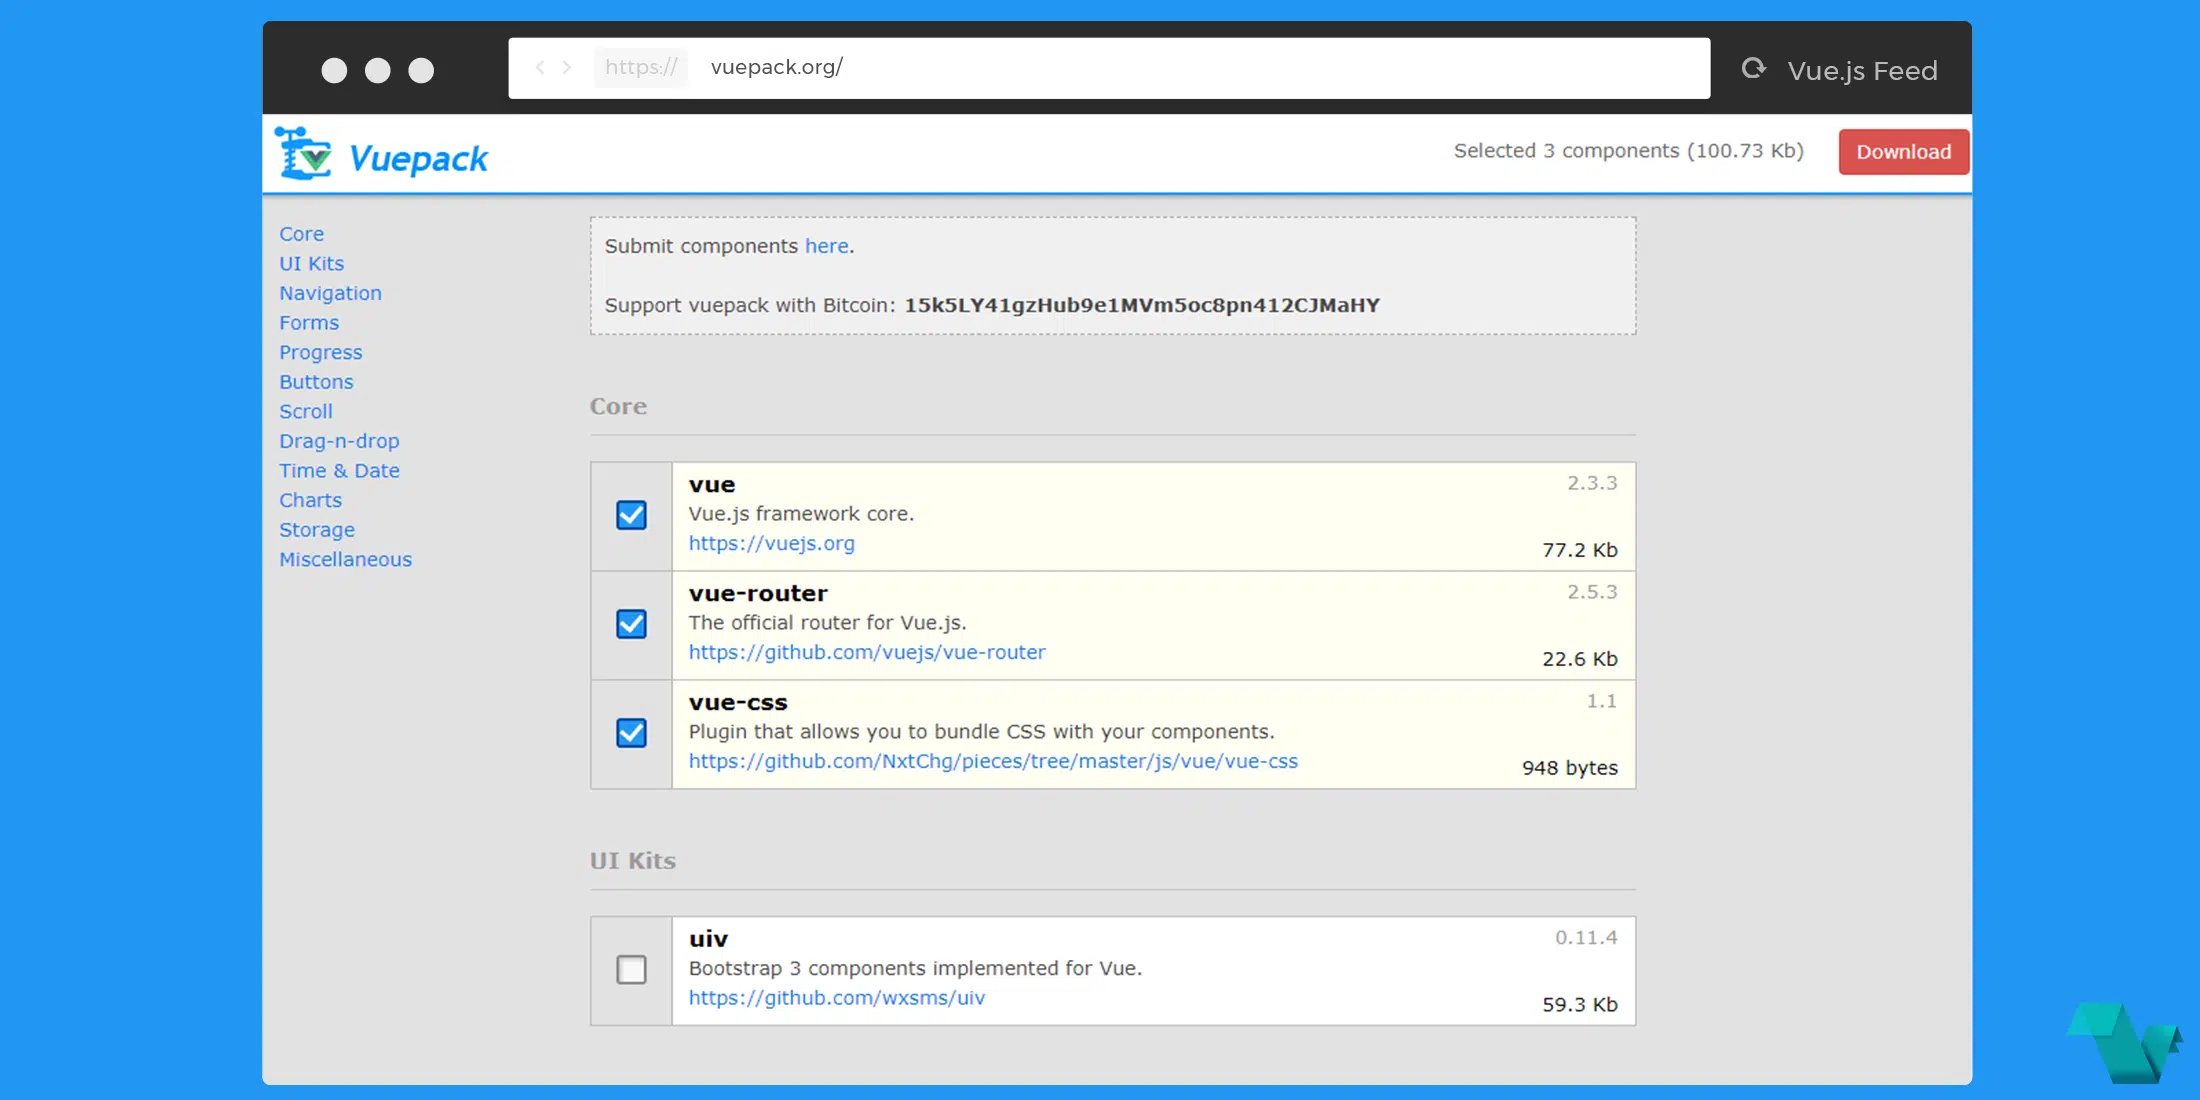 https:// vuepack.org/ Vue.js Feed
Vuepack
Selected 3 components (100.73 Kb) Download
Core
UI Kits
Navigation
Forms
Progress
Buttons
Scroll
Drag-n-drop
Time & Date
Charts
Storage
Miscellaneous
Submit components here.
Support vuepack with Bitcoin: 15k5LY41gzHub9e1MVm5oc8pn412CJMaHY
Core
vue 2.3.3
Vue.js framework core.
https://vuejs.org
77.2 Kb
vue-router 2.5.3
The official router for Vue.js.
https://github.com/vuejs/vue-router
22.6 Kb
vue-css 1.1
Plugin that allows you to bundle CSS with your components.
https://github.com/NxtChg/pieces/tree/master/js/vue/vue-css
948 bytes
UI Kits
uiv 0.11.4
Bootstrap 3 components implemented for Vue.
https://github.com/wxsms/uiv
59.3 Kb